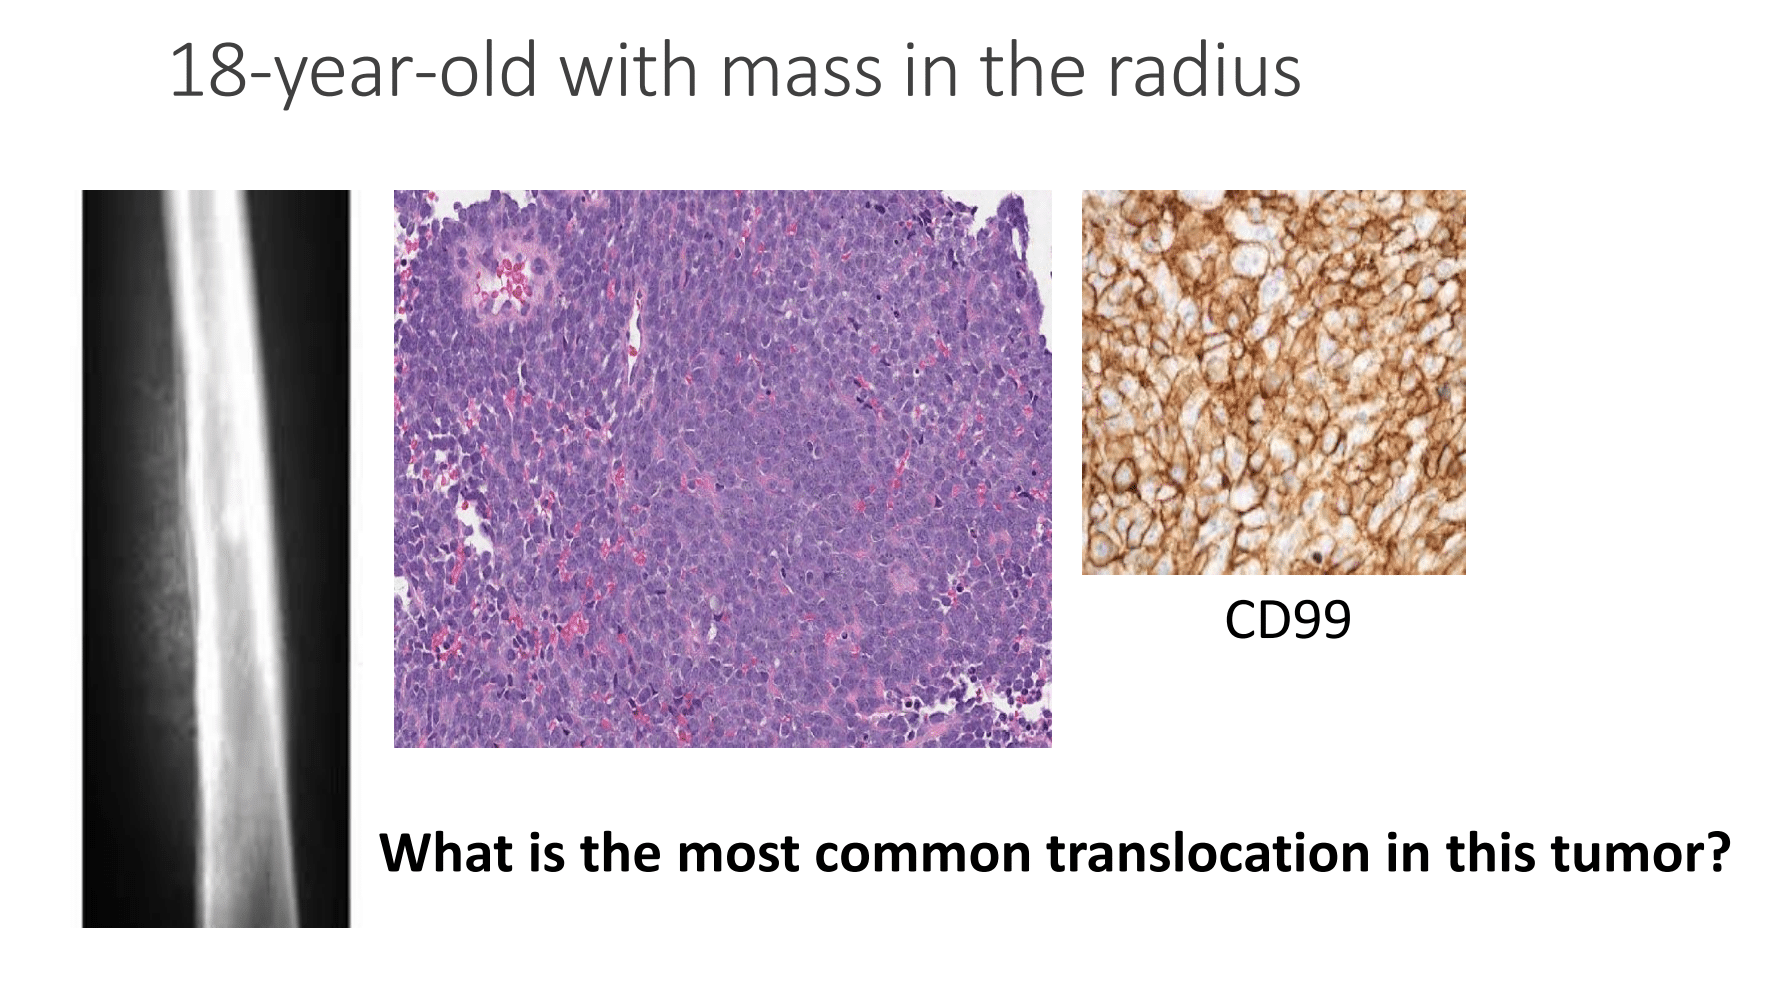 18-year-old with mass in the radius
CD99
What is the most common translocation in this tumor?